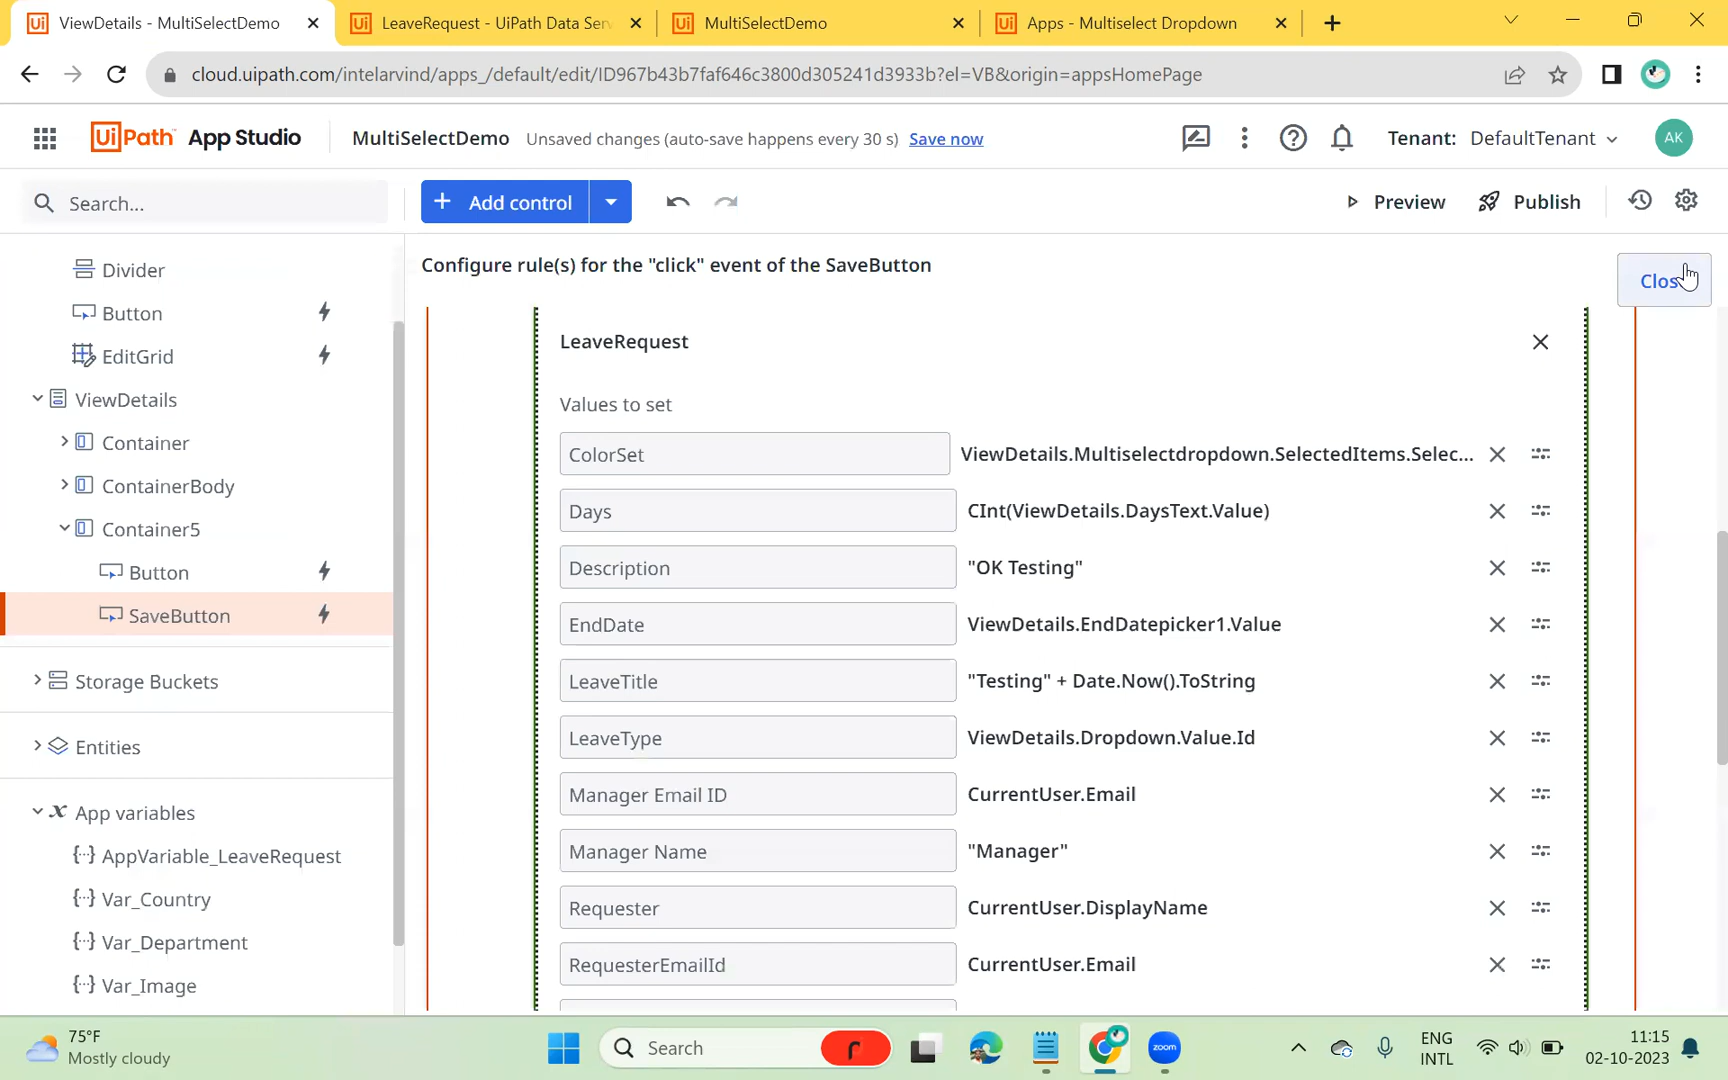 ViewDetails - MultiSelectDemo
LeaveRequest - UiPath Data Ser
MultiSelectDemo
Apps - Multiselect Dropdown
cloud.uipath.com/intelarvind/apps_/default/edit/ID967b43b7faf646c3800d305241d3933b?el=VB&origin=appsHomePage
UiPath App Studio
MultiSelectDemo
Unsaved changes (auto-save happens every 30 s) Save now
Tenant: DefaultTenant
AK
Search...
+ Add control
Preview
Publish
Divider
Button
EditGrid
ViewDetails
Container
ContainerBody
Container5
Button
SaveButton
Storage Buckets
Entities
App variables
AppVariable_LeaveRequest
Var_Country
Var_Department
Var_Image
Configure rule(s) for the "click" event of the SaveButton
Clos
LeaveRequest
Values to set
ColorSet ViewDetails.Multiselectdropdown.SelectedItems.Selec...
Days CInt(ViewDetails.DaysText.Value)
Description "OK Testing"
EndDate ViewDetails.EndDatepicker1.Value
LeaveTitle "Testing" + Date.Now().ToString
LeaveType ViewDetails.Dropdown.Value.Id
Manager Email ID CurrentUser.Email
Manager Name "Manager"
Requester CurrentUser.DisplayName
RequesterEmailId CurrentUser.Email
75°F
Mostly cloudy
Search
zoom
ENG
INTL
11:15
02-10-2023